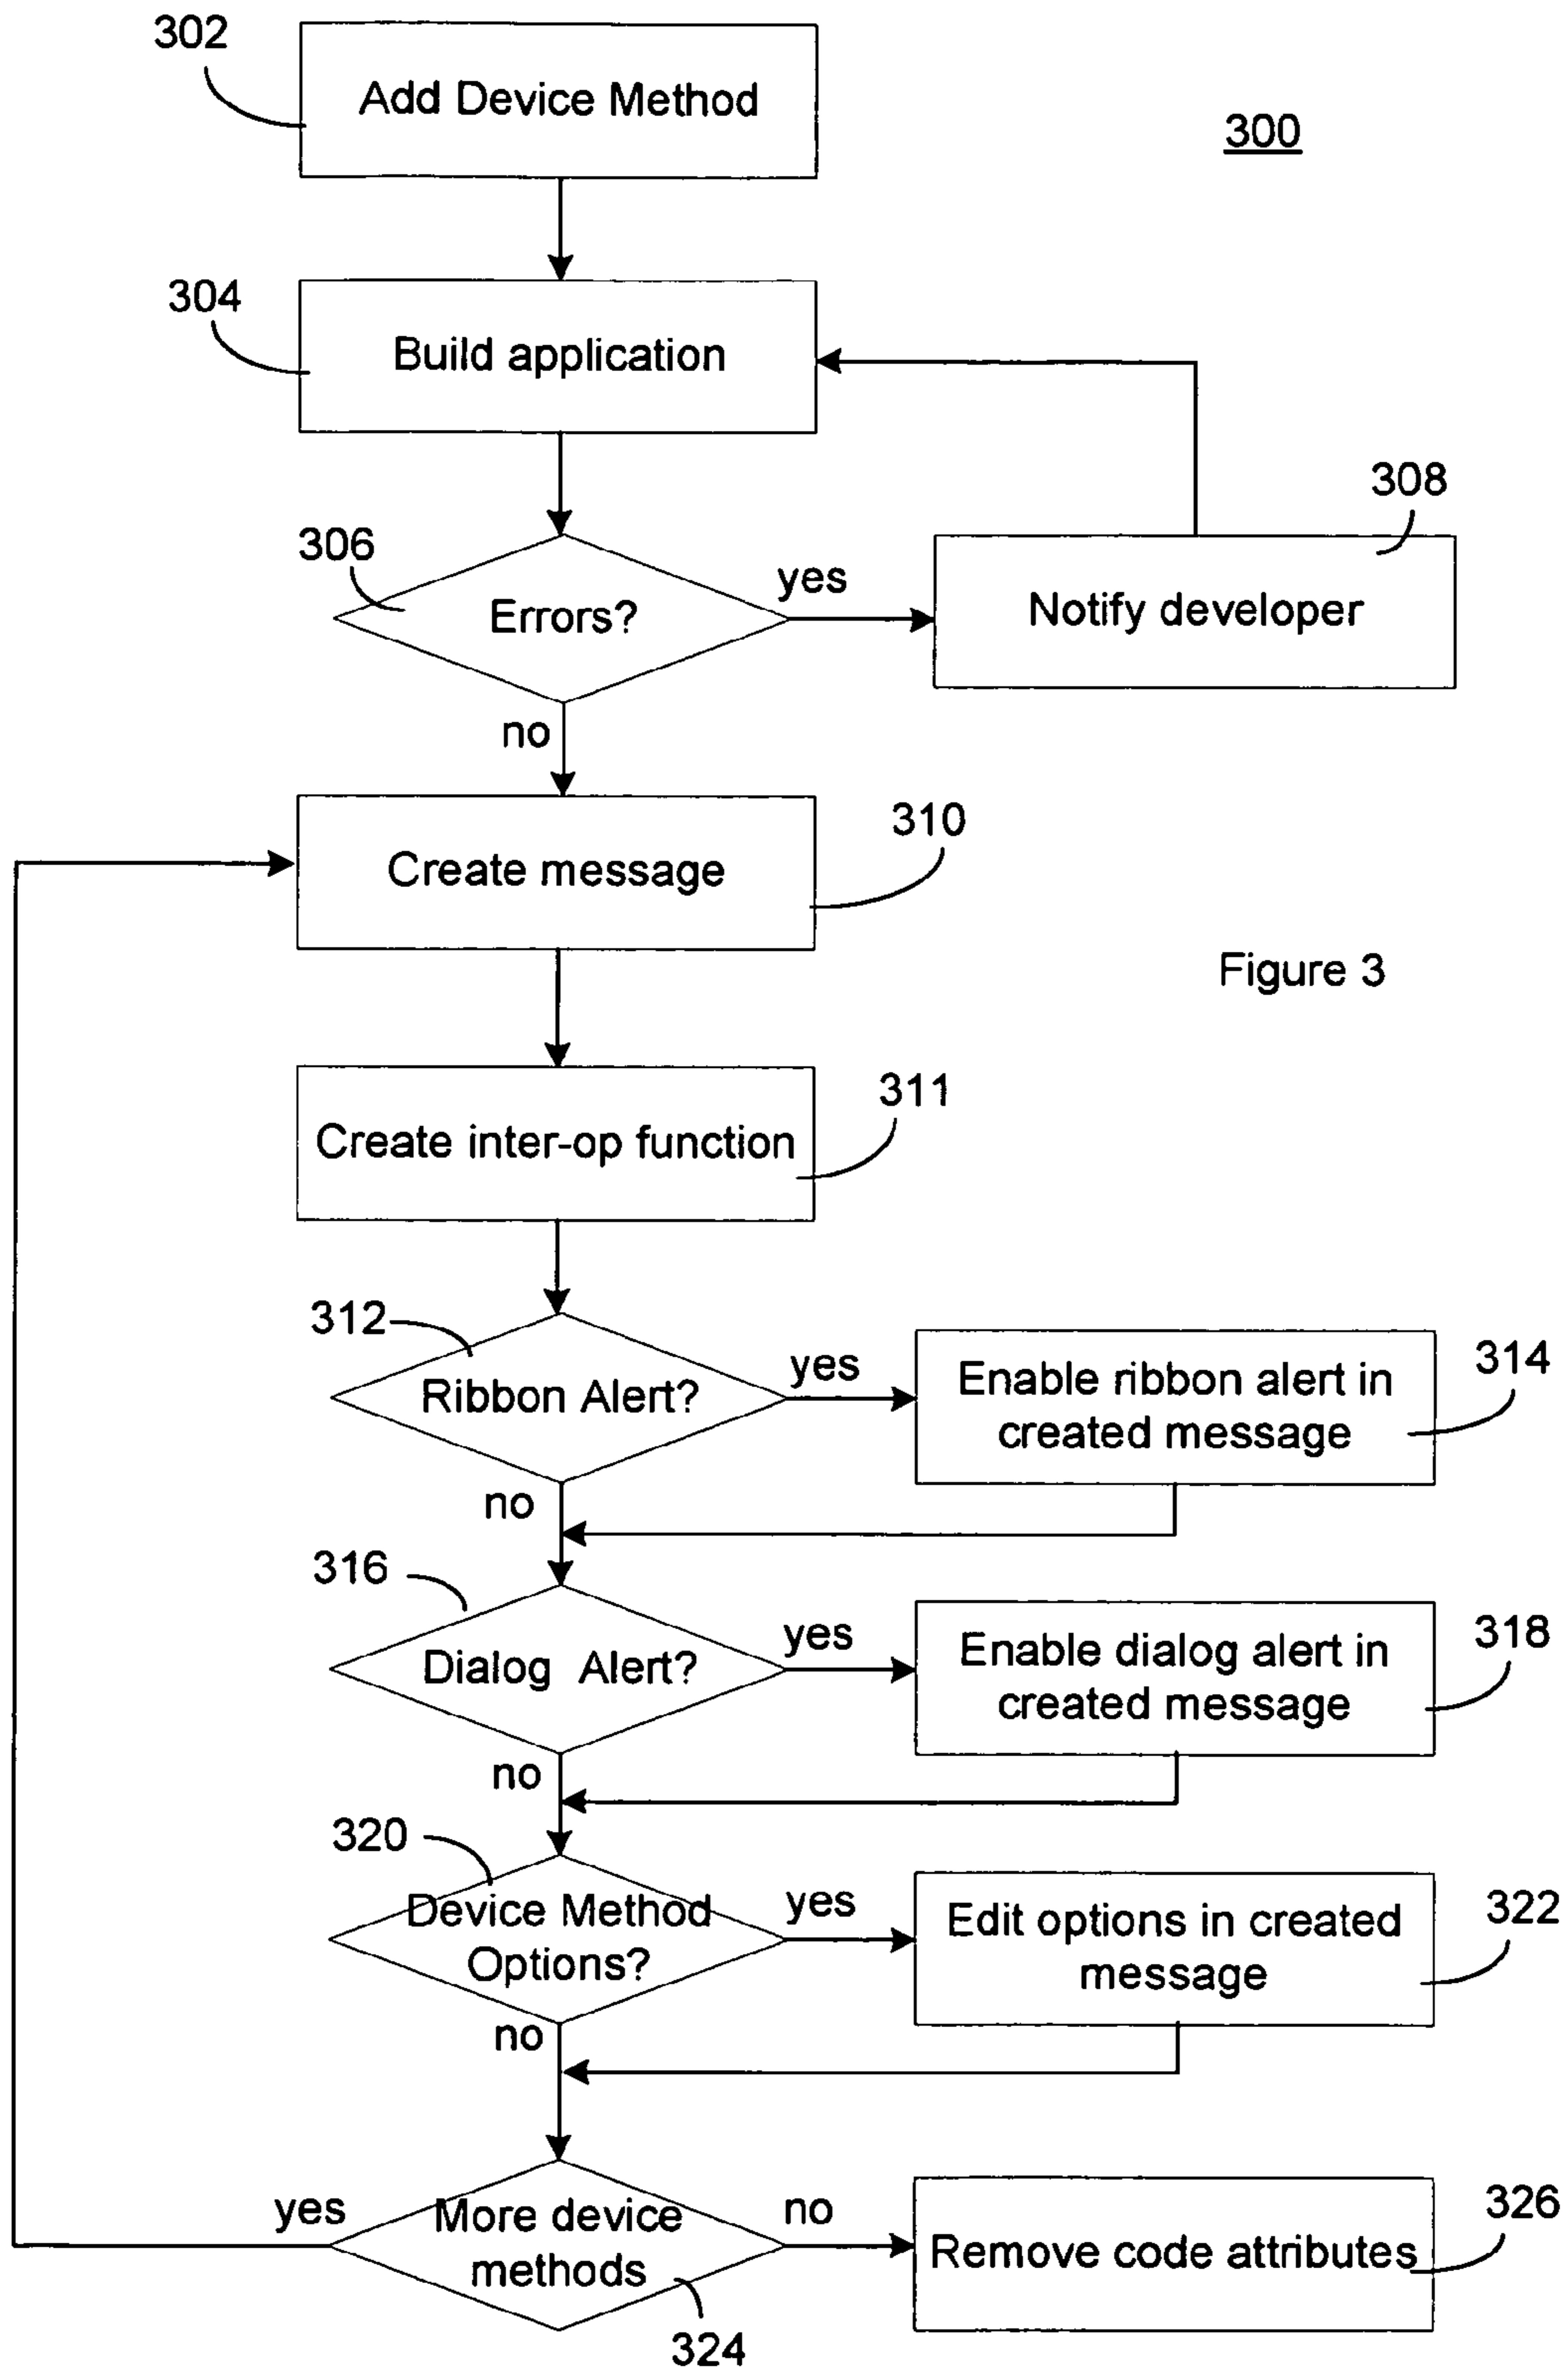 302
Add Device Method
300
304
Build application
308
306
Errors?
yes
Notify developer
no
310
Create message
Figure 3
311
Create inter-op function
312
Ribbon Alert?
yes
Enable ribbon alert in
created message
314
no
316
Dialog Alert?
yes
Enable dialog alert in
created message
318
no
320
Device Method
Options?
yes
Edit options in created
message
322
no
yes
More device
methods
no
Remove code attributes
326
324